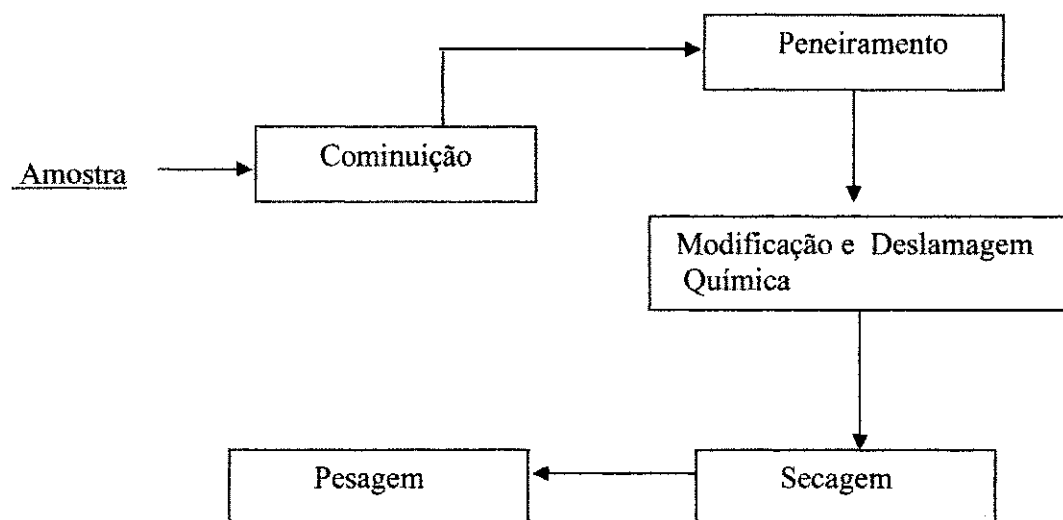 Amostra
Cominuição
Peneiramento
Modificação e Deslamagem
Química
Secagem
Pesagem